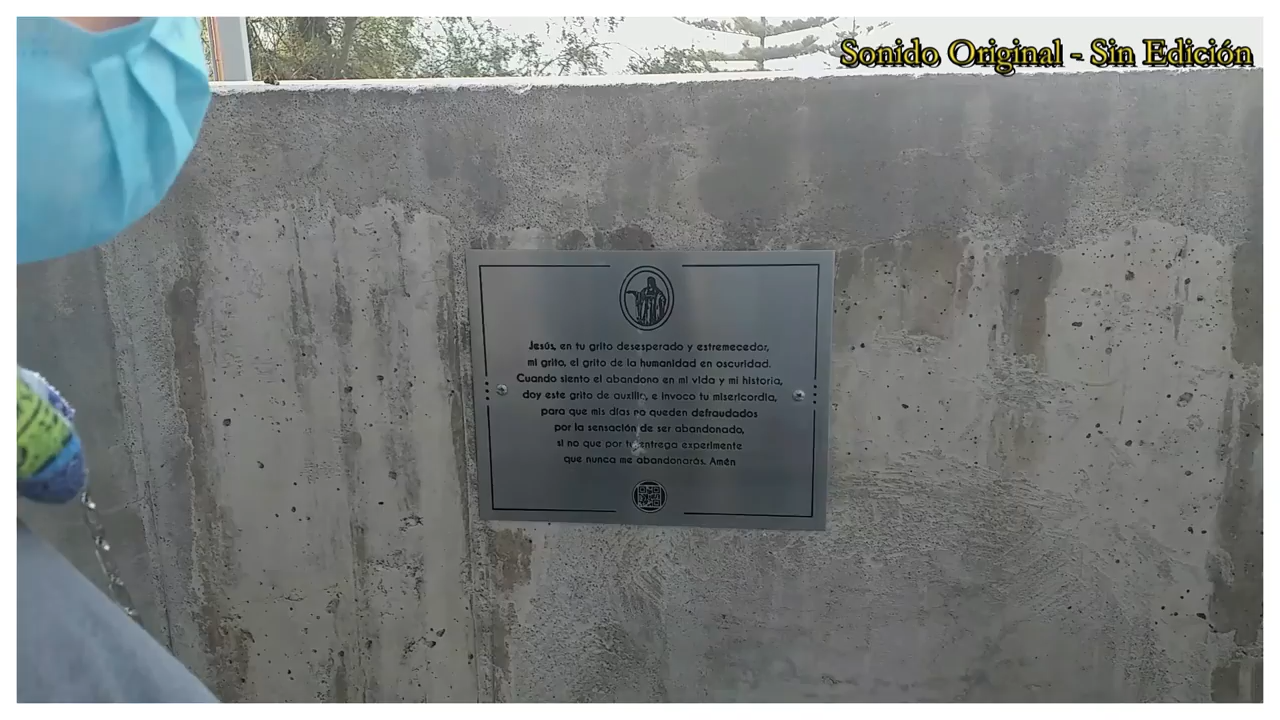 Sonido Original - Sin Edición
Jesús, en tu grito desesperado y estremecedor,
mi grito, el grito de la humanidad en oscuridad.
Cuando siento el abandono en mi vida y mi historia,
doy este grito de auxilio, e invoco tu misericordia,
para que mis días no queden defraudados
por la sensación de ser abandonado,
si no que por tu entrega experimente
que nunca me abandonarás. Amén